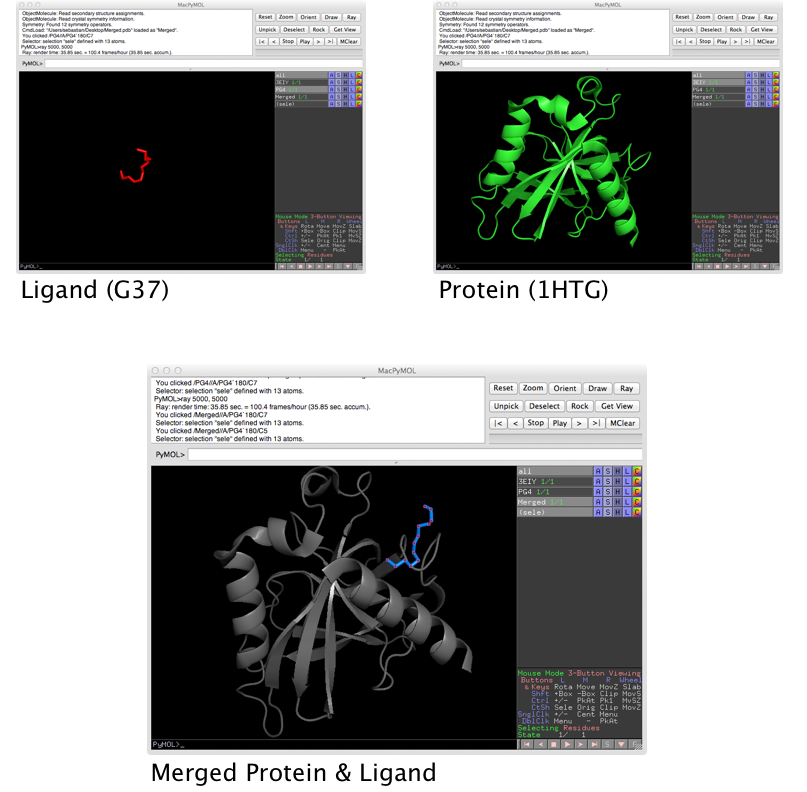 MacPyMOL
ObjectMolecule: Read secondary structure assignments.
ObjectMolecule: Read crystal symmetry information.
Symmetry: Found 12 symmetry operators.
CmdLoad: "/Users/sebastian/Desktop/Merged.pdb" loaded as "Merged".
You clicked /PG4//A/PG4`180/C7
Selector: selection "sele" defined with 13 atoms.
PyMOL>ray 5000, 5000
Ray: render time: 35.85 sec. = 100.4 frames/hour (35.85 sec. accum.).
Reset Zoom Orient Draw Ray
Unpick Deselect Rock Get View
|< < Stop Play > >| MClear
PyMOL>
all A S H L C
3EIY 1/1 A S H L C
PG4 1/1 A S H L C
Merged 1/1 A S H L C
(sele) A S H L C
Mouse Mode 3-Button Viewing
Buttons L M R Wheel
& Keys Rota Move MovZ Slab
Shft +Box -Box Clip MovS
Ctrl +/- PkAt Pk1 MvSZ
CtSh Sele Orig Clip MovZ
SnglClk +/- Cent Menu
DblClk Menu - PkAt
Selecting Residues
State 1/ 1
PyMOL>_
Ligand (G37)
MacPyMOL
ObjectMolecule: Read secondary structure assignments.
ObjectMolecule: Read crystal symmetry information.
Symmetry: Found 12 symmetry operators.
CmdLoad: "/Users/sebastian/Desktop/Merged.pdb" loaded as "Merged".
You clicked /PG4//A/PG4`180/C7
Selector: selection "sele" defined with 13 atoms.
PyMOL>ray 5000, 5000
Ray: render time: 35.85 sec. = 100.4 frames/hour (35.85 sec. accum.).
Reset Zoom Orient Draw Ray
Unpick Deselect Rock Get View
|< < Stop Play > >| MClear
PyMOL>
all A S H L C
3EIY 1/1 A S H L C
PG4 1/1 A S H L C
Merged 1/1 A S H L C
(sele) A S H L C
Mouse Mode 3-Button Viewing
Buttons L M R Wheel
& Keys Rota Move MovZ Slab
Shft +Box -Box Clip MovS
Ctrl +/- PkAt Pk1 MvSZ
CtSh Sele Orig Clip MovZ
SnglClk +/- Cent Menu
DblClk Menu - PkAt
Selecting Residues
State 1/ 1
PyMOL>_
Protein (1HTG)
MacPyMOL
You clicked /PG4//A/PG4`180/C7
Selector: selection "sele" defined with 13 atoms.
PyMOL>ray 5000, 5000
Ray: render time: 35.85 sec. = 100.4 frames/hour (35.85 sec. accum.).
You clicked /Merged//A/PG4`180/C7
Selector: selection "sele" defined with 13 atoms.
You clicked /Merged//A/PG4`180/C5
Selector: selection "sele" defined with 13 atoms.
Reset Zoom Orient Draw Ray
Unpick Deselect Rock Get View
|< < Stop Play > >| MClear
PyMOL>
all A S H L C
3EIY 1/1 A S H L C
PG4 1/1 A S H L C
Merged 1/1 A S H L C
(sele) A S H L C
Mouse Mode 3-Button Viewing
Buttons L M R Wheel
& Keys Rota Move MovZ Slab
Shft +Box -Box Clip MovS
Ctrl +/- PkAt Pk1 MvSZ
CtSh Sele Orig Clip MovZ
SnglClk +/- Cent Menu
DblClk Menu - PkAt
Selecting Residues
State 1/ 1
PyMOL>_
Merged Protein & Ligand